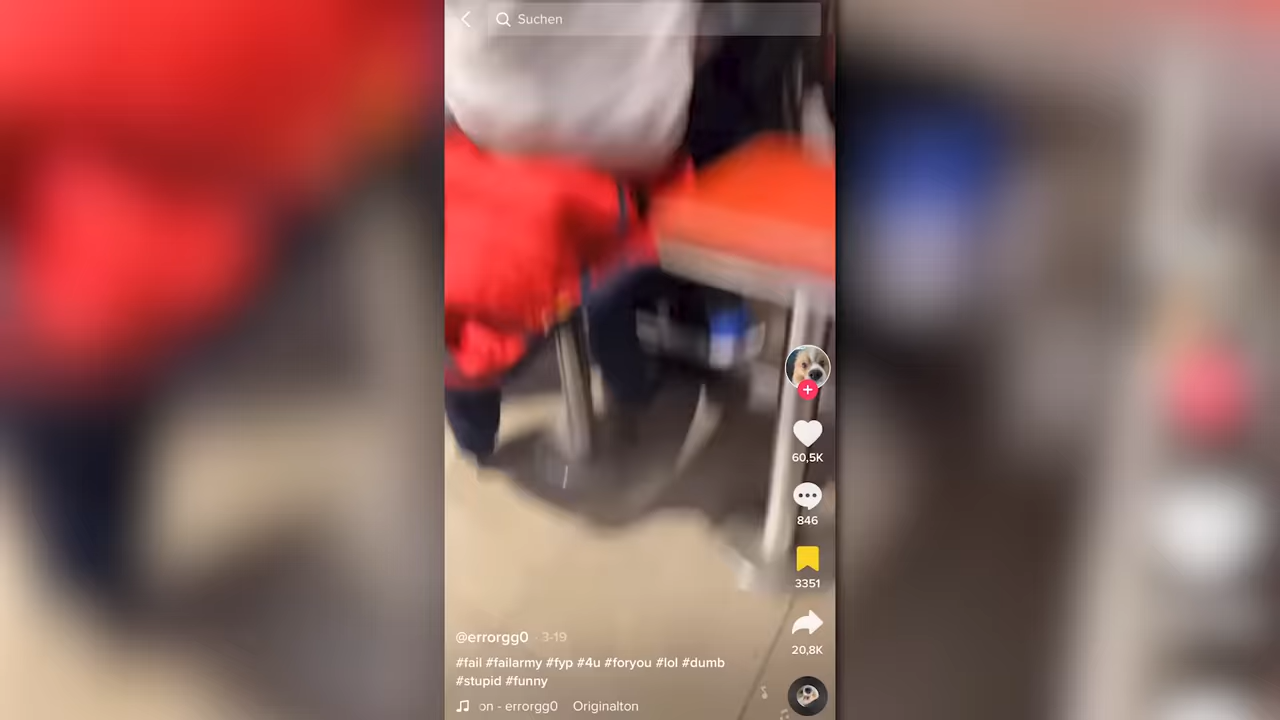 Suchen
60,5K
846
3351
20,8K
@errorgg0 · 3-19
#fail #failarmy #fyp #4u #foryou #lol #dumb
#stupid #funny
on - errorgg0 Originalton